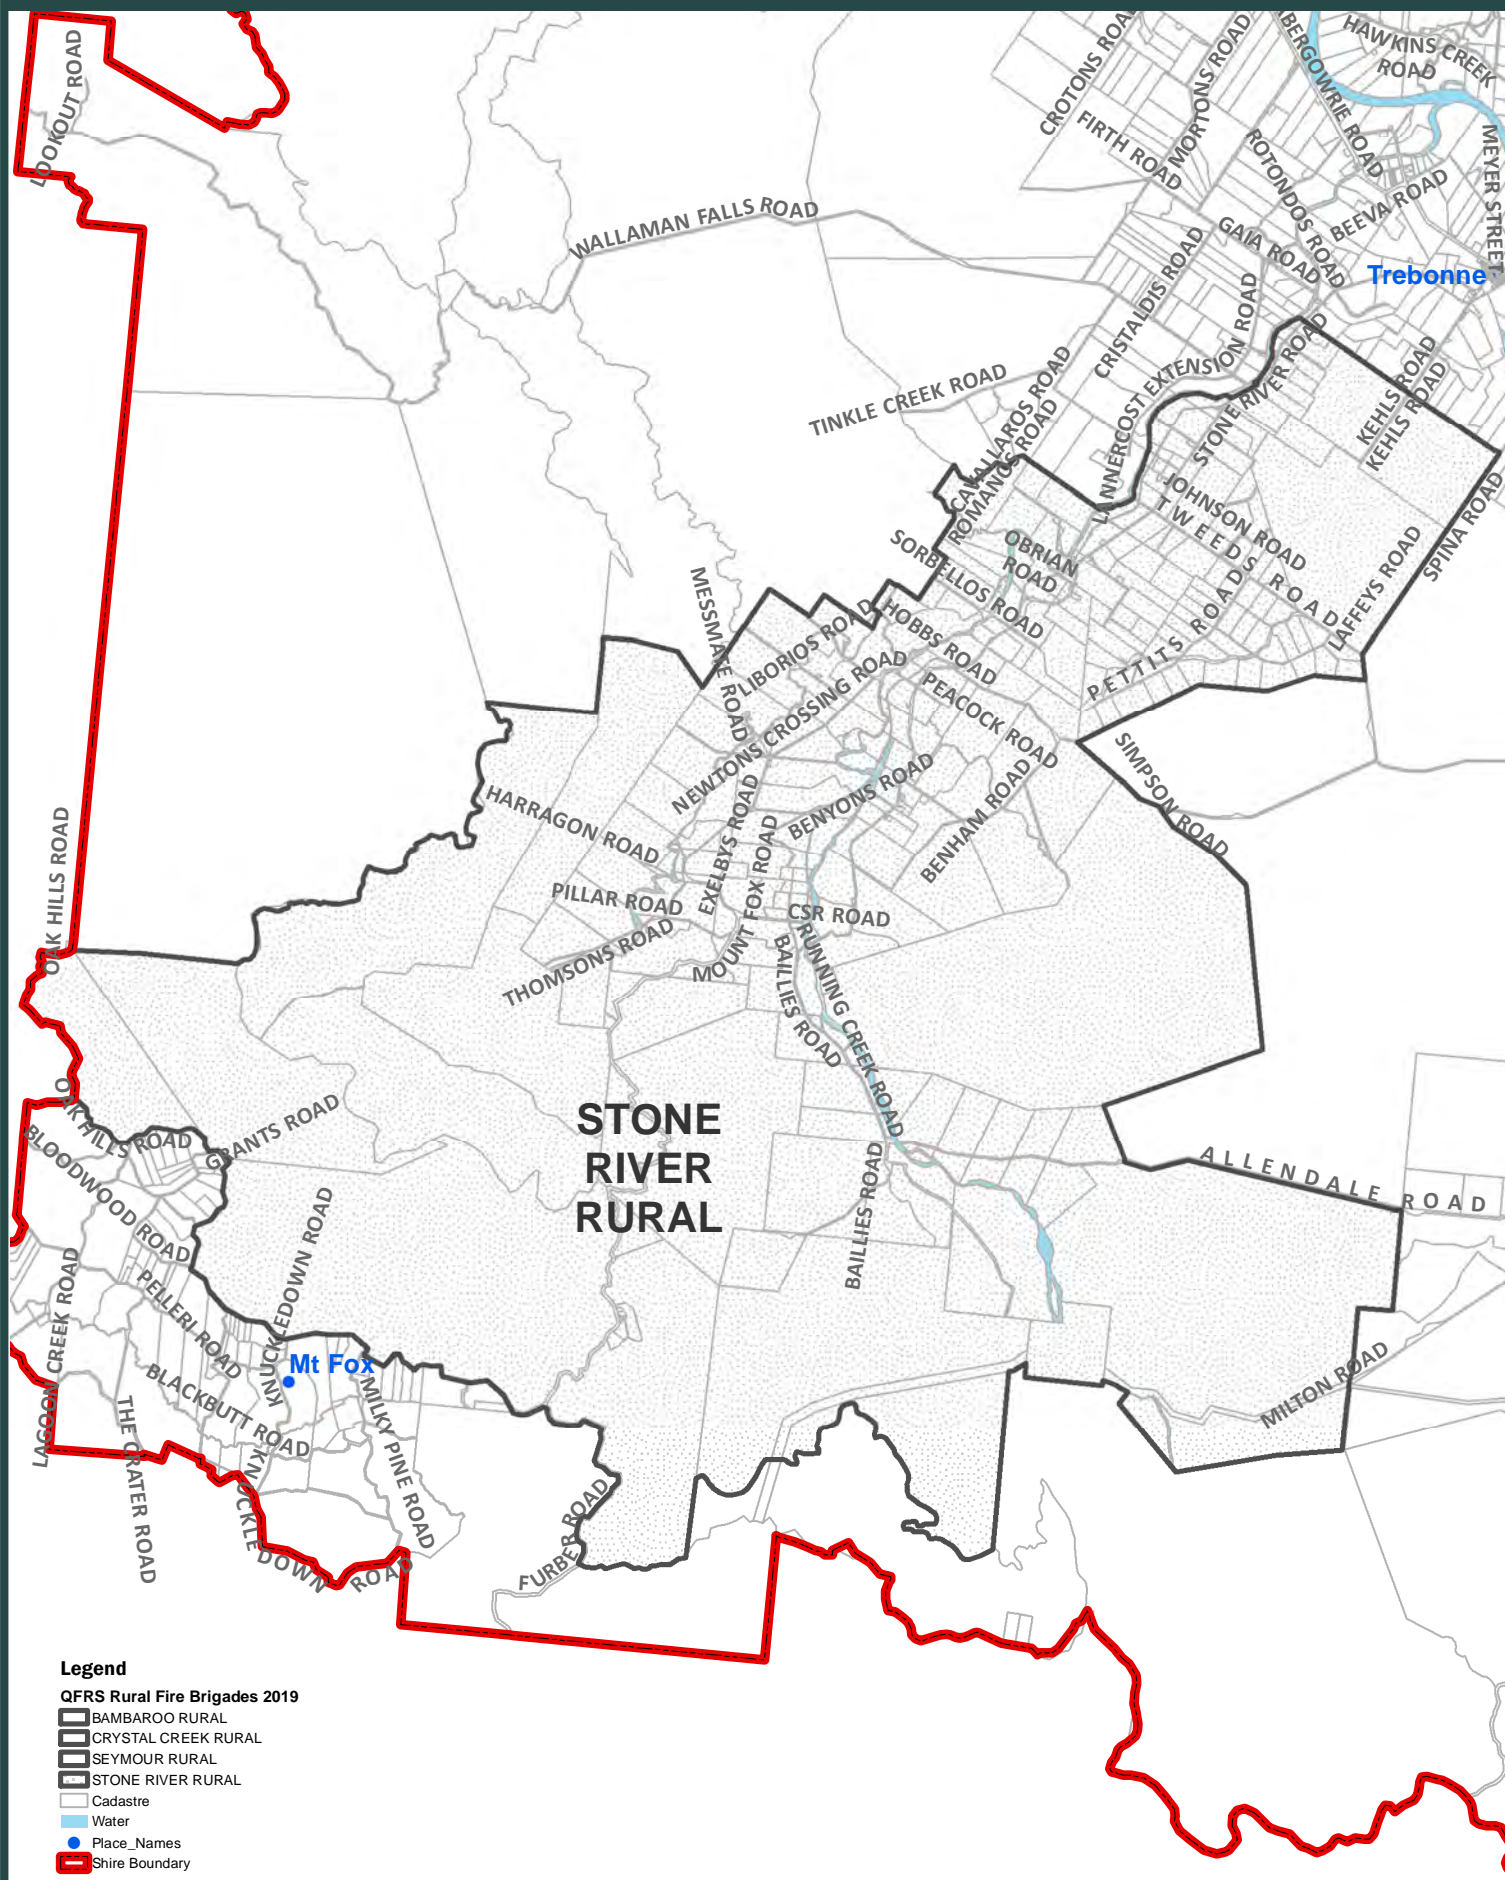 LOOKOUT ROAD
CROTONS ROAD
MORTONS ROAD
ABERGOWRIE ROAD
HAWKINS CREEK
ROAD
FIRTH ROAD
ROTONDOS ROAD
BEEVA ROAD
MEYER STREET
WALLAMAN FALLS ROAD
GAIA ROAD
Trebonne
CRISTALDIS ROAD
LANNERCOST EXTENSION ROAD
STONE RIVER ROAD
KEHLS ROAD
KEHLS ROAD
TINKLE CREEK ROAD
CAVALLAROS ROAD
ROMANOS ROAD
JOHNSON ROAD
TWEEDS ROAD
SPINA ROAD
LAFFEYS ROAD
OBRIAN
ROAD
SORBELLOS ROAD
PETTITS ROAD
MESSMATE ROAD
LIBORIOS ROAD
HOBBS ROAD
NEWTONS CROSSING ROAD
PEACOCK ROAD
SIMPSON ROAD
HARRAGON ROAD
EXELBYS ROAD
BENYONS ROAD
BENHAM ROAD
OAK HILLS ROAD
PILLAR ROAD
MOUNT FOX ROAD
CSR ROAD
THOMSONS ROAD
BAILLIES ROAD
RUNNING CREEK ROAD
STONE
RIVER
RURAL
OAK HILLS ROAD
GRANTS ROAD
BLOODWOOD ROAD
ALLENDALE ROAD
BAILLIES ROAD
KNUCKLEDOWN ROAD
LAGOON CREEK ROAD
PELLERI ROAD
Mt Fox
BLACKBUTT ROAD
MILKY PINE ROAD
MILTON ROAD
THE CRATER ROAD
KNUCKLEDOWN ROAD
FURBER ROAD
Legend
QFRS Rural Fire Brigades 2019
BAMBAROO RURAL
CRYSTAL CREEK RURAL
SEYMOUR RURAL
STONE RIVER RURAL
Cadastre
Water
Place_Names
Shire Boundary